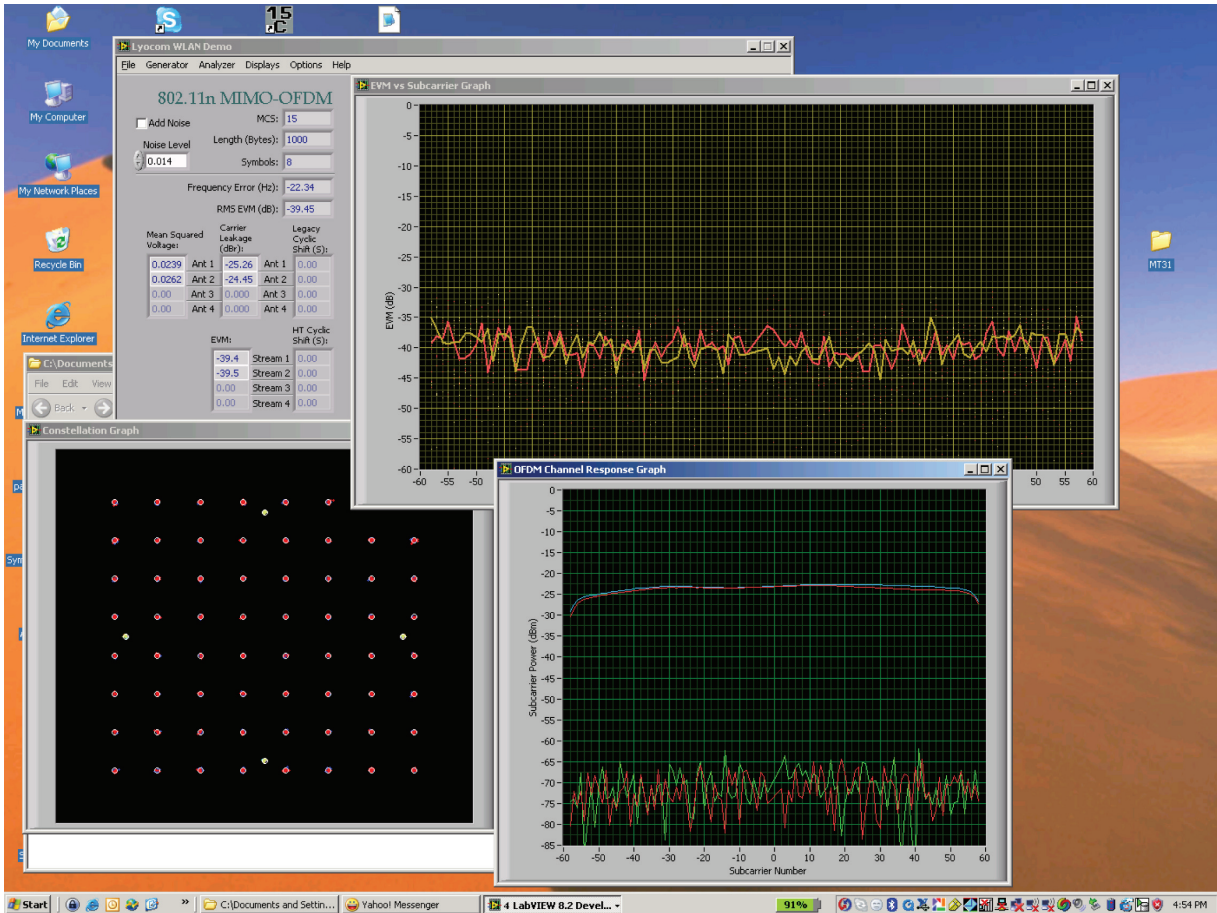 My Documents
My Computer
My Network Places
Recycle Bin
Internet Explorer
MT31
15
C
Lyocom WLAN Demo
File Generator Analyzer Displays Options Help
802.11n MIMO-OFDM
Add Noise
MCS: 15
Noise Level
Length (Bytes): 1000
0.014
Symbols: 8
Frequency Error (Hz): -22.34
RMS EVM (dB): -39.45
Mean Squared Voltage:
Carrier Leakage (dBr):
Legacy Cyclic Shift (S):
0.0239 Ant 1 -25.26 Ant 1 0.00
0.0262 Ant 2 -24.45 Ant 2 0.00
0.00 Ant 3 0.000 Ant 3 0.00
0.00 Ant 4 0.000 Ant 4 0.00
EVM:
HT Cyclic Shift (S):
-39.4 Stream 1 0.00
-39.5 Stream 2 0.00
0.00 Stream 3 0.00
0.00 Stream 4 0.00
EVM vs Subcarrier Graph
EVM (dB)
0
-5
-10
-15
-20
-25
-30
-35
-40
-45
-50
-55
-60
-60 -55 -50 50 55 60
C:\Documents
File Edit View
Back
Constellation Graph
OFDM Channel Response Graph
Subcarrier Power (dBm)
0
-5
-10
-15
-20
-25
-30
-35
-40
-45
-50
-55
-60
-65
-70
-75
-80
-85
-60 -50 -40 -30 -20 -10 0 10 20 30 40 50 60
Subcarrier Number
Start
C:\Documents and Settin...
Yahoo! Messenger
4 LabVIEW 8.2 Devel...
91%
4:54 PM